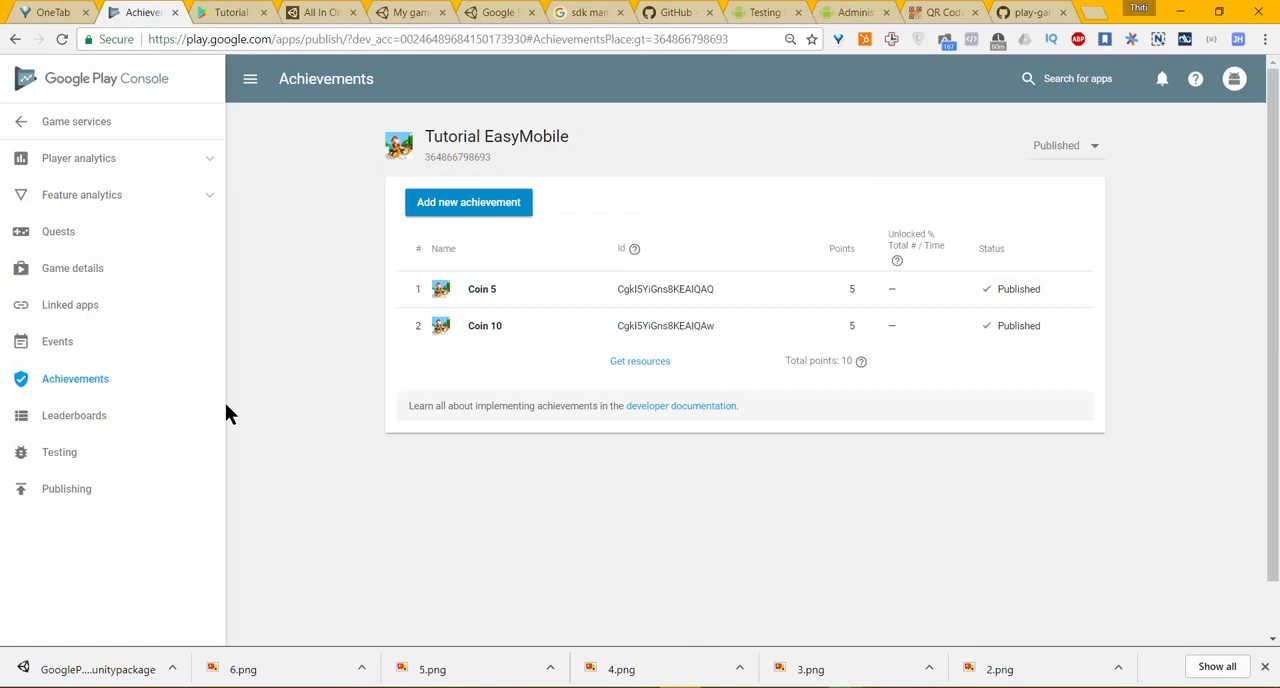 OneTab
Achiever
Tutorial
All In On
My game
Google P
sdk man
GitHub -
Testing
Adminis
QR Cod
play-gar
Thiti
Secure
https://play.google.com/apps/publish/?dev_acc=00246489684150173930#AchievementsPlace:gt=364866798693
Google Play Console
Achievements
Search for apps
Game services
Player analytics
Feature analytics
Quests
Game details
Linked apps
Events
Achievements
Leaderboards
Testing
Publishing
Tutorial EasyMobile
364866798693
Published
Add new achievement
# Name Id Points Unlocked %
Total # / Time
Status
1 Coin 5 CgkI5YiGns8KEAIQAQ 5 – Published
2 Coin 10 CgkI5YiGns8KEAIQAw 5 – Published
Get resources Total points: 10
Learn all about implementing achievements in the developer documentation.
GoogleP....unitypackage
6.png
5.png
4.png
3.png
2.png
Show all